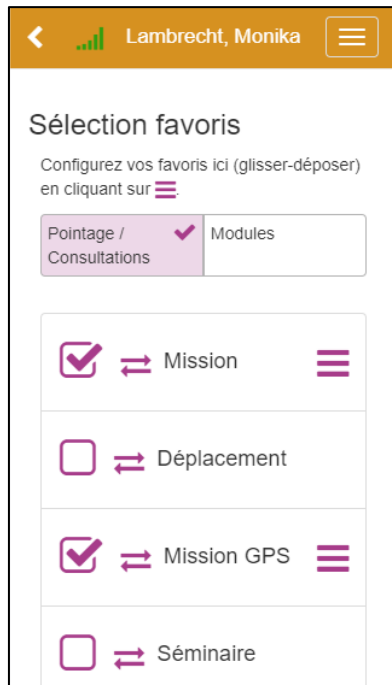 Lambrecht, Monika
Sélection favoris
Configurez vos favoris ici (glisser-déposer)
en cliquant sur .
Pointage /
Consultations
Modules
Mission
Déplacement
Mission GPS
Séminaire